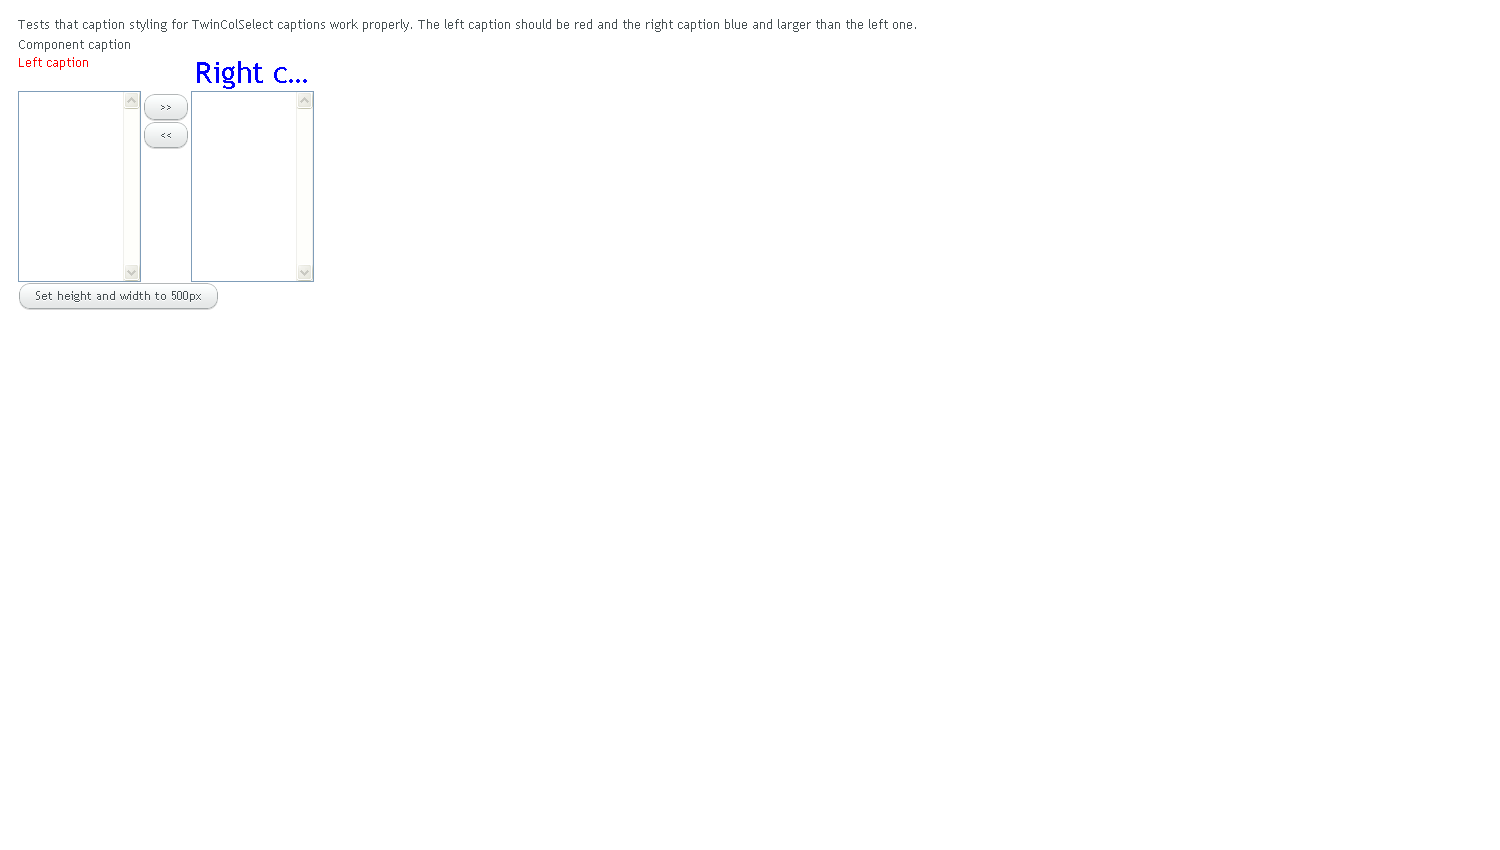 Tests that caption styling for TwinColSelect captions work properly. The left caption should be red and the right caption blue and larger than the left one.
Component caption
Left caption
Right c...
>>
<<
Set height and width to 500px